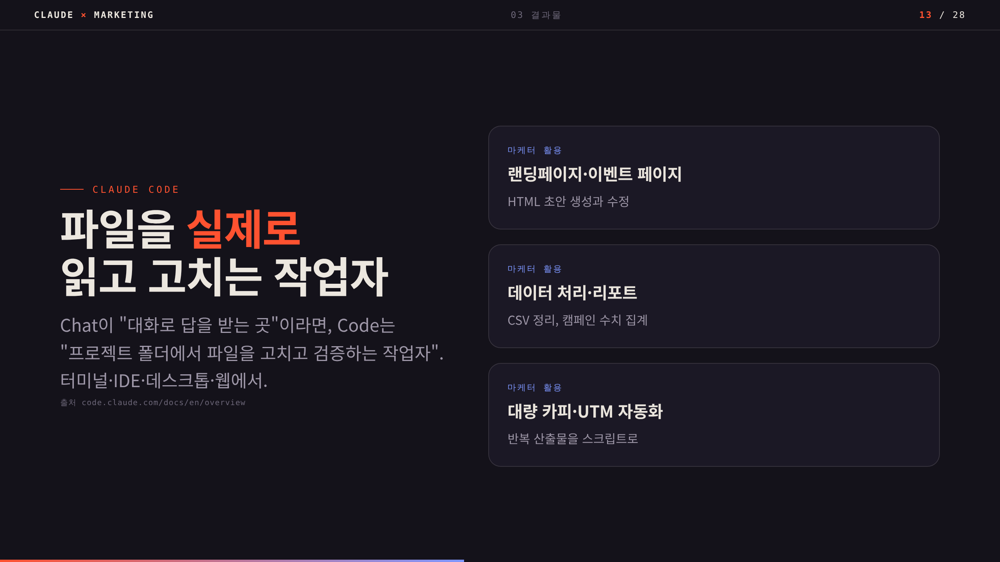 CLAUDE × MARKETING
03 결과물
13 / 28
CLAUDE CODE
파일을 실제로
읽고 고치는 작업자
Chat이 "대화로 답을 받는 곳"이라면, Code는
"프로젝트 폴더에서 파일을 고치고 검증하는 작업자".
터미널·IDE·데스크톱·웹에서.
출처 code.claude.com/docs/en/overview
마케터 활용
랜딩페이지·이벤트 페이지
HTML 초안 생성과 수정
마케터 활용
데이터 처리·리포트
CSV 정리, 캠페인 수치 집계
마케터 활용
대량 카피·UTM 자동화
반복 산출물을 스크립트로